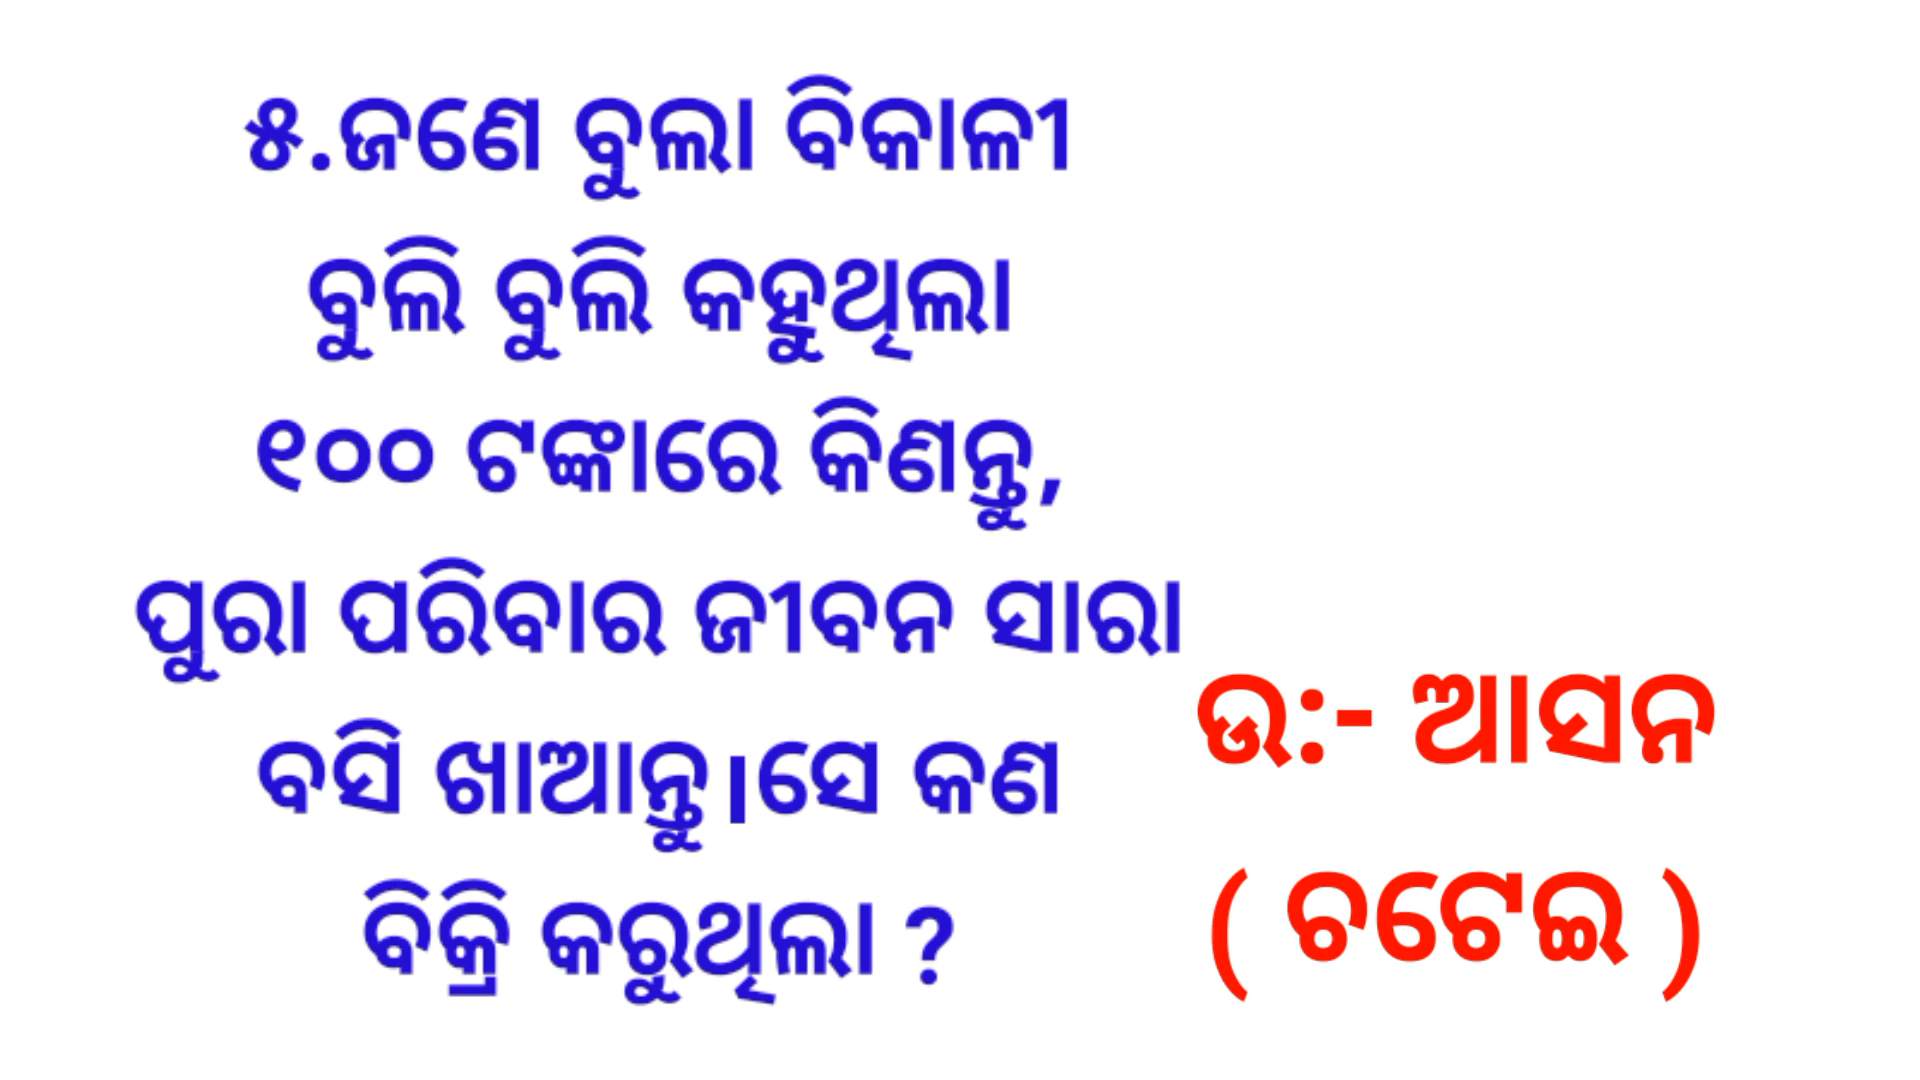 ୫.ଜଣେ ବୁଲା ବିକାଳୀ
ବୁଲି ବୁଲି କହୁଥିଲା
୧୦୦ ଟଙ୍କାରେ କିଣନ୍ତୁ,
ପୁରା ପରିବାର ଜୀବନ ସାରା
ବସି ଖାଆନ୍ତୁ।ସେ କଣ
ବିକ୍ରି କରୁଥିଲା ?
ଉ:- ଆସନ
( ଚଟେଇ )